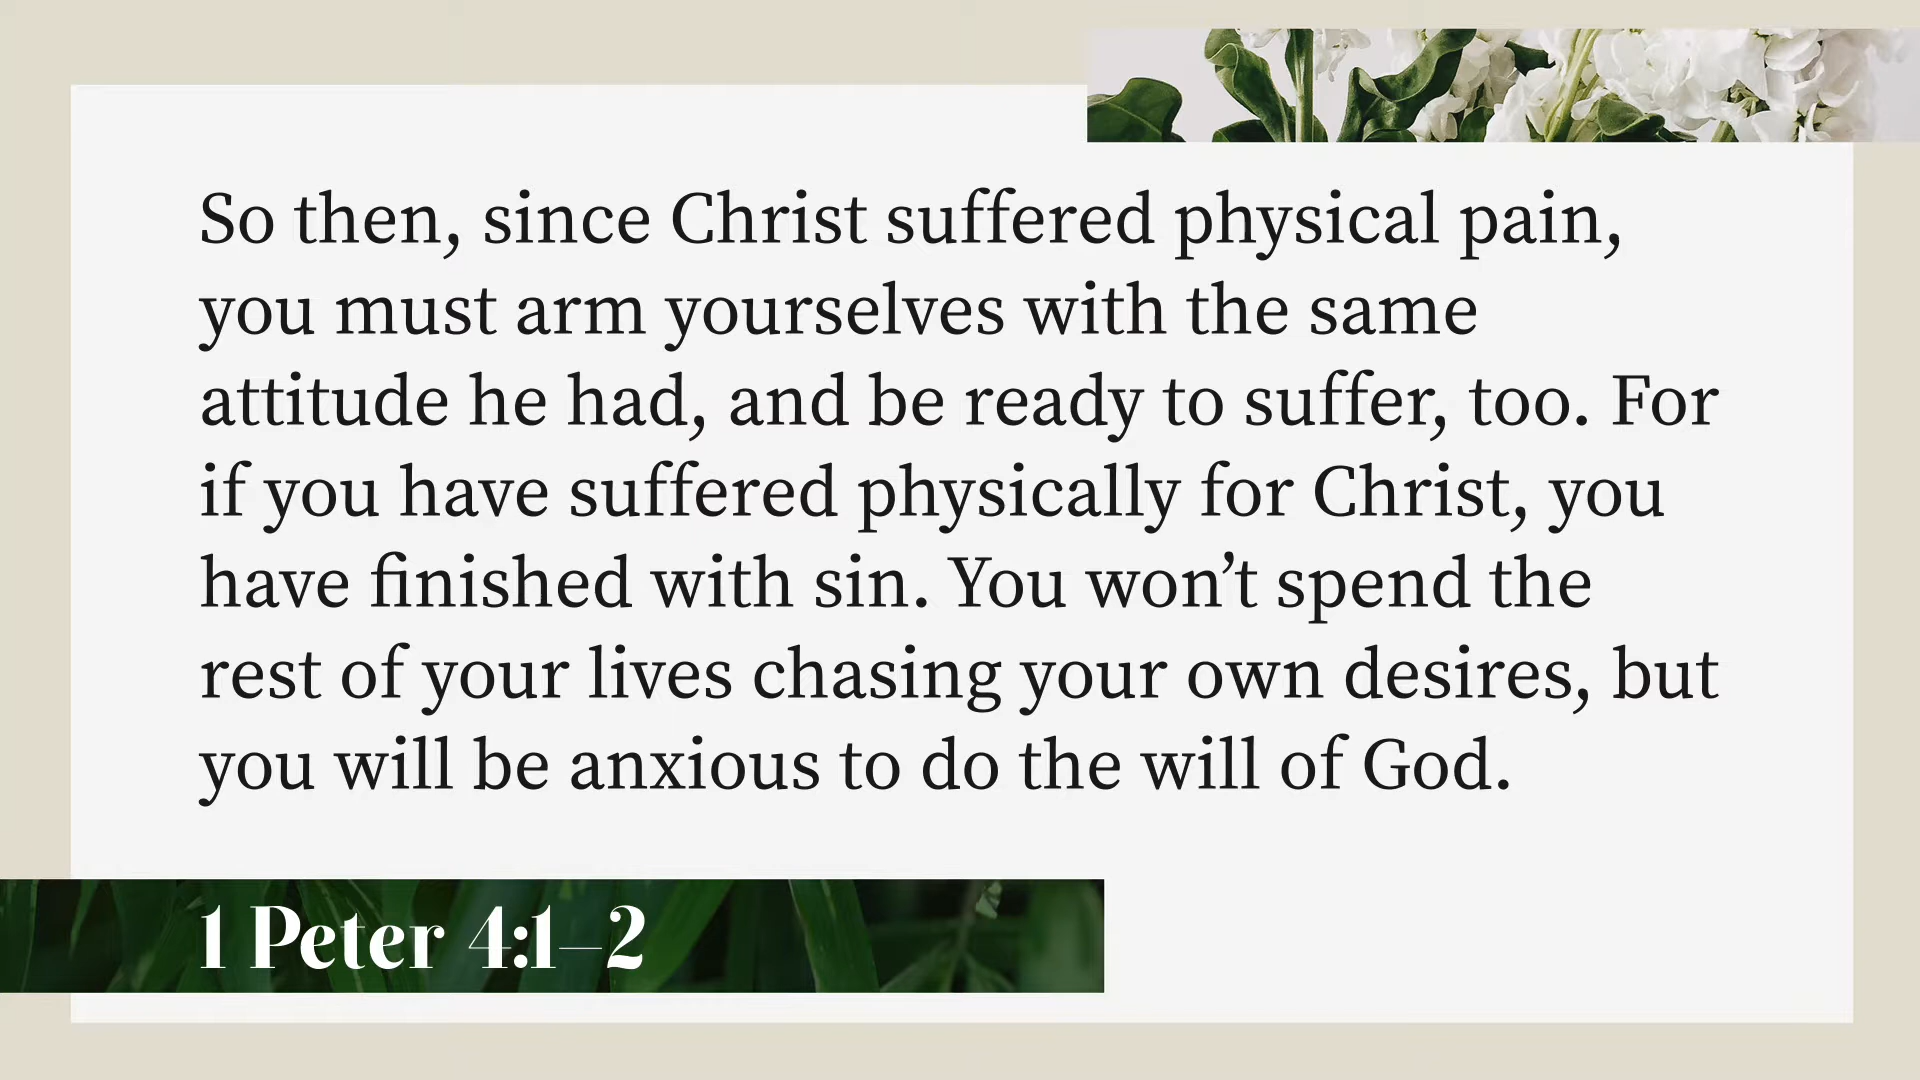 So then, since Christ suffered physical pain,
you must arm yourselves with the same
attitude he had, and be ready to suffer, too. For
if you have suffered physically for Christ, you
have finished with sin. You won’t spend the
rest of your lives chasing your own desires, but
you will be anxious to do the will of God.
1 Peter 4:1–2